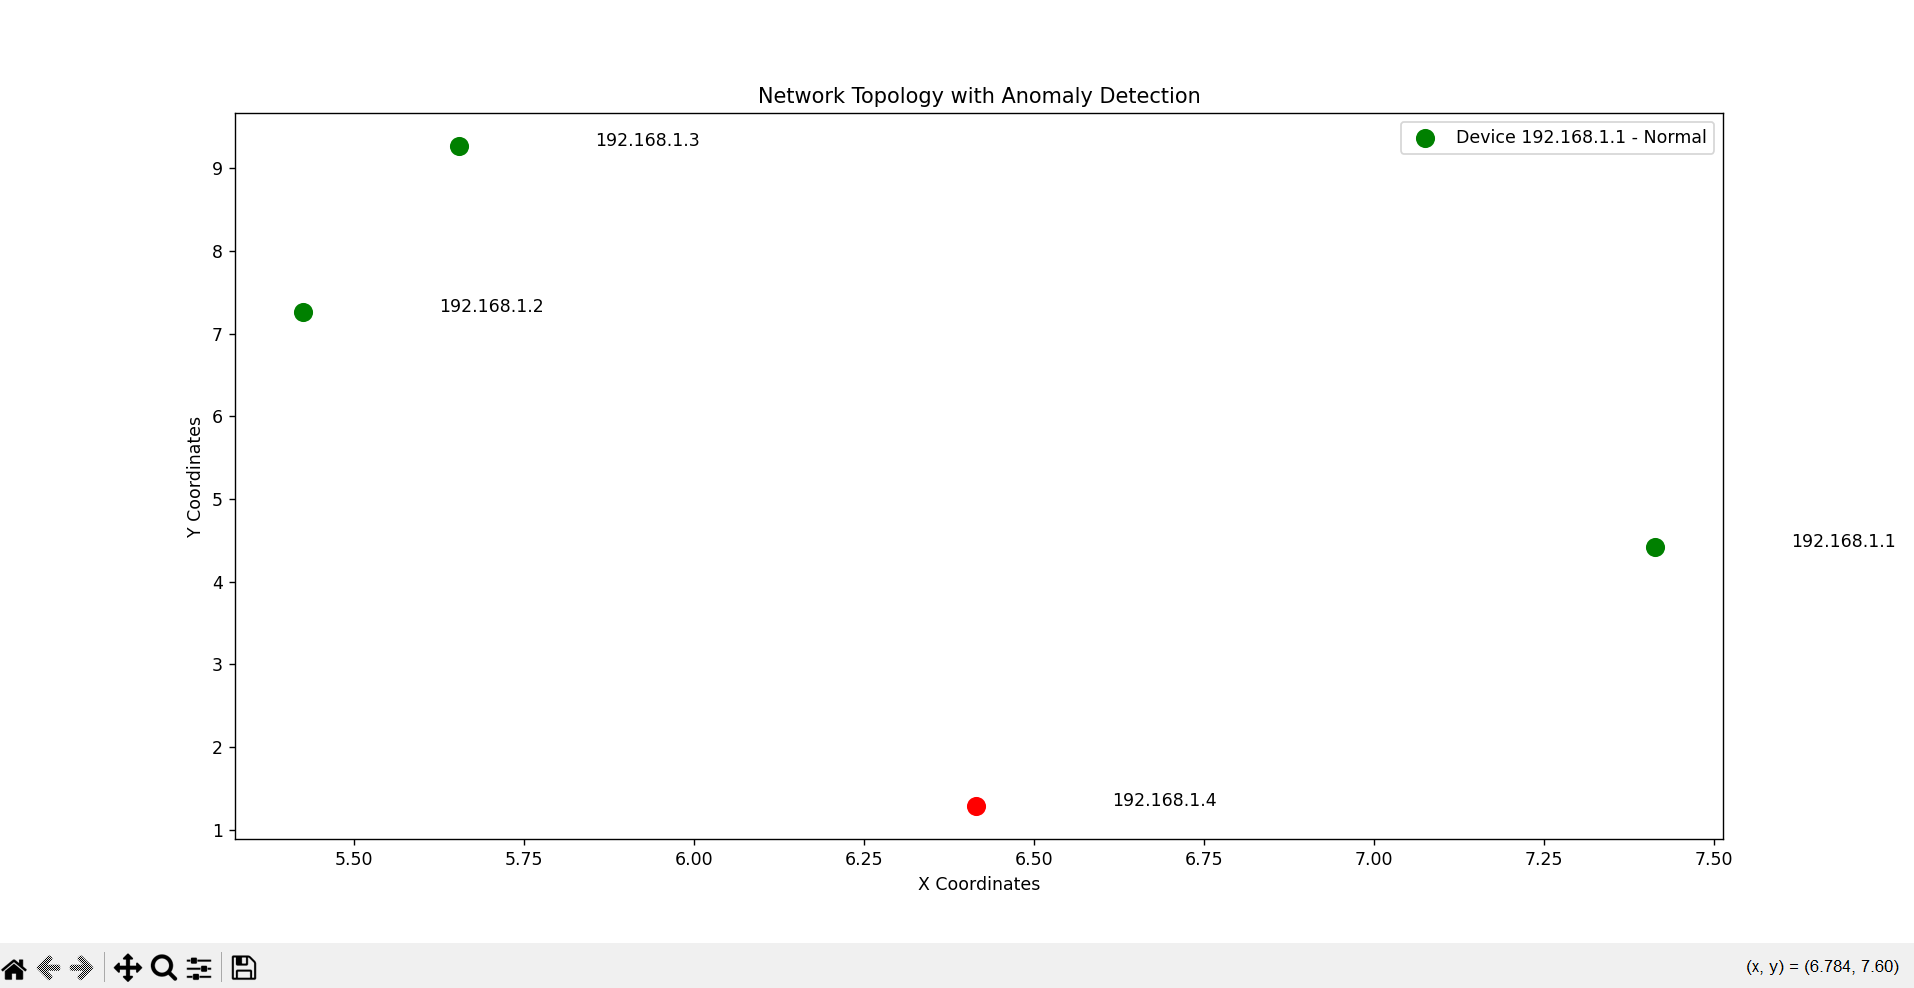 Network Topology with Anomaly Detection
Device 192.168.1.1 - Normal
192.168.1.3
192.168.1.2
192.168.1.1
192.168.1.4
Y Coordinates
9
8
7
6
5
4
3
2
1
5.50 5.75 6.00 6.25 6.50 6.75 7.00 7.25 7.50
X Coordinates
(x, y) = (6.784, 7.60)